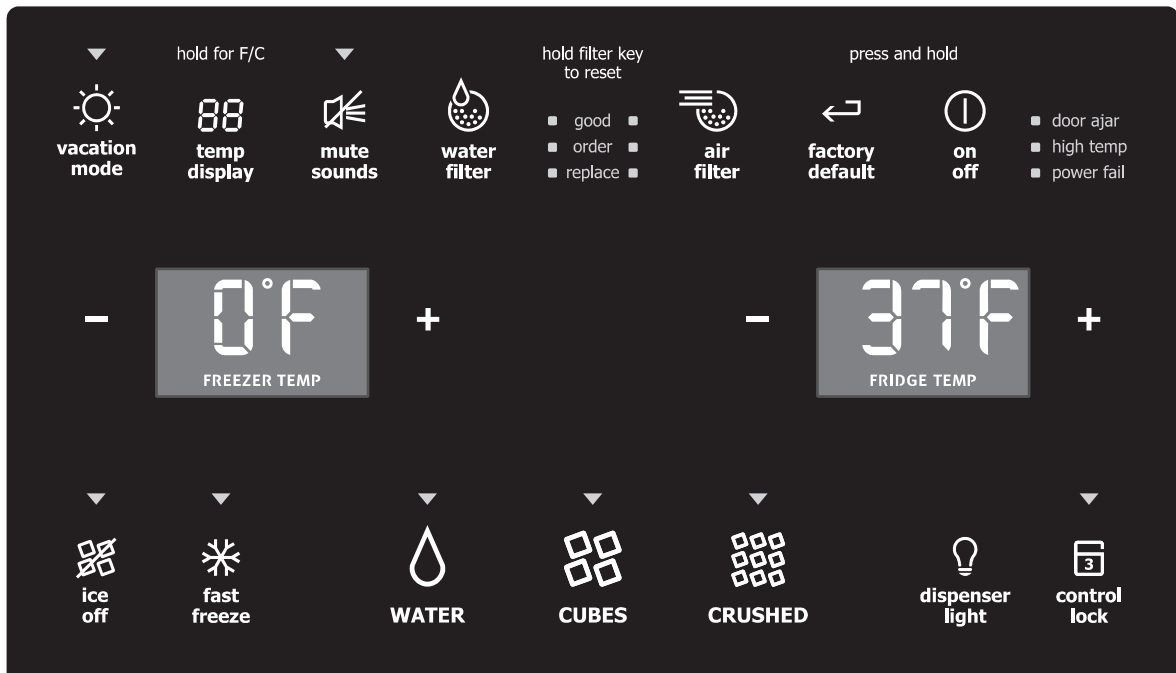 hold for F/C
hold filter key
to reset
press and hold
88
vacation
mode
temp
display
mute
sounds
water
filter
good
order
replace
air
filter
factory
default
on
off
door ajar
high temp
power fail
0°F
FREEZER TEMP
37°F
FRIDGE TEMP
ice
off
fast
freeze
WATER
CUBES
CRUSHED
dispenser
light
3
control
lock